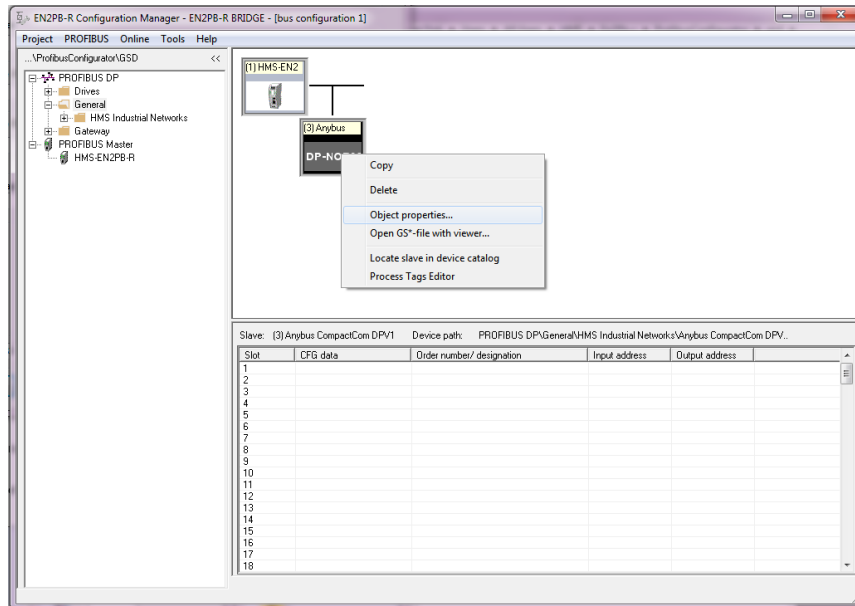 EN2PB-R Configuration Manager - EN2PB-R BRIDGE - [bus configuration 1]
Project PROFIBUS Online Tools Help
...\ProfibusConfigurator\GSD <<
PROFIBUS DP
Drives
General
HMS Industrial Networks
Gateway
PROFIBUS Master
HMS-EN2PB-R
(1) HMS-EN2
(3) Anybus
Copy
Delete
Object properties...
Open GS*-file with viewer...
Locate slave in device catalog
Process Tags Editor
Slave: (3) Anybus CompactCom DPV1 Device path: PROFIBUS DP\General\HMS Industrial Networks\Anybus CompactCom DPV..
Slot CFG data Order number/ designation Input address Output address
1
2
3
4
5
6
7
8
9
10
11
12
13
14
15
16
17
18